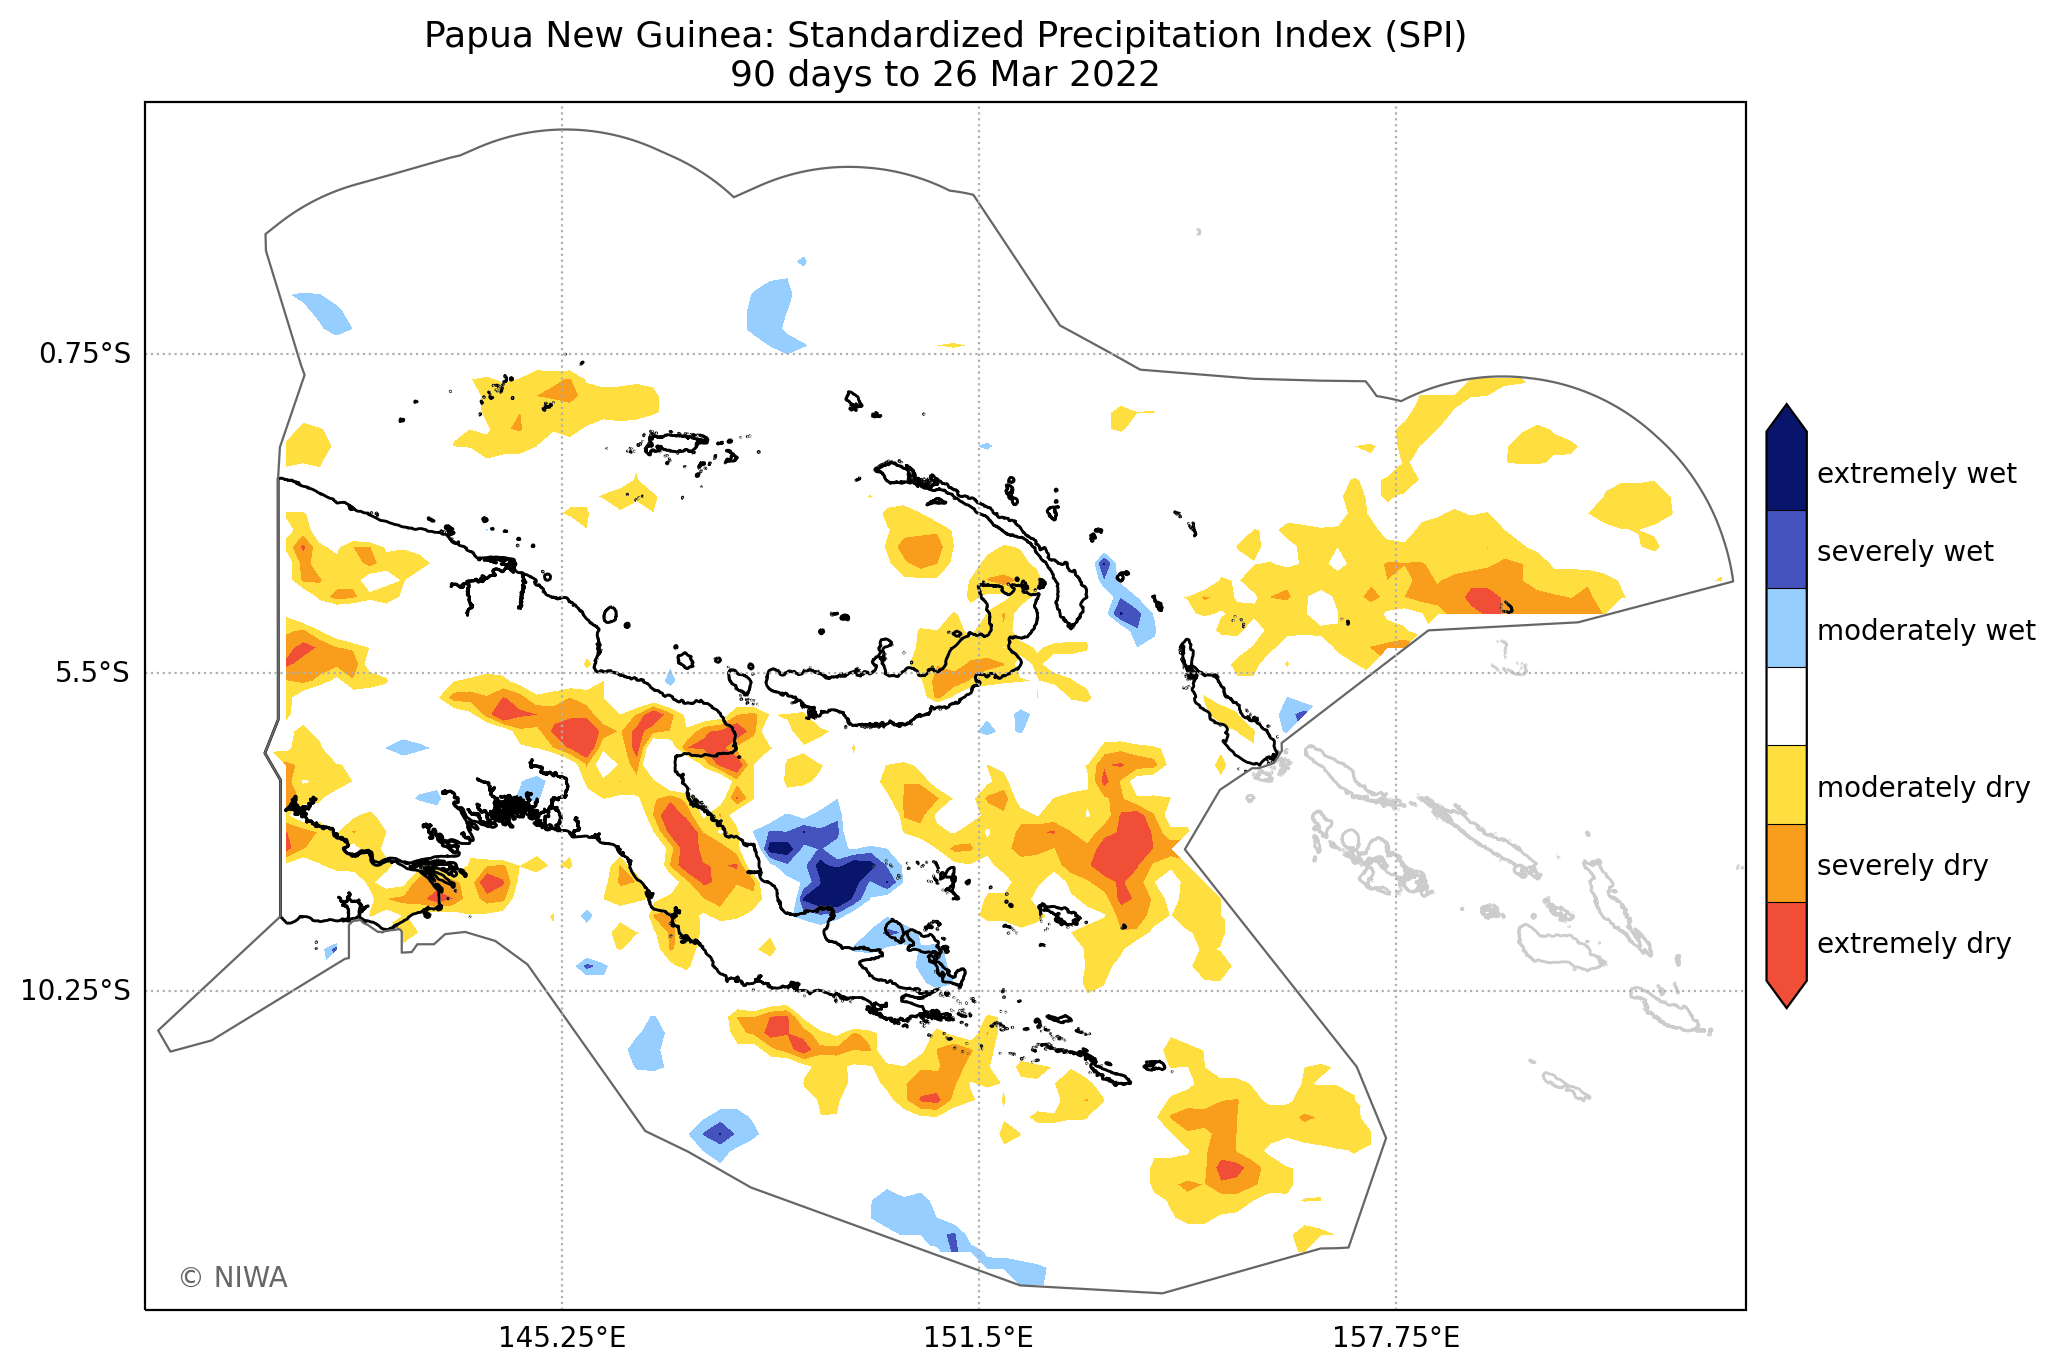 Papua New Guinea: Standardized Precipitation Index (SPI)
90 days to 26 Mar 2022
0.75°S
5.5°S
10.25°S
145.25°E
151.5°E
157.75°E
extremely wet
severely wet
moderately wet
moderately dry
severely dry
extremely dry
© NIWA